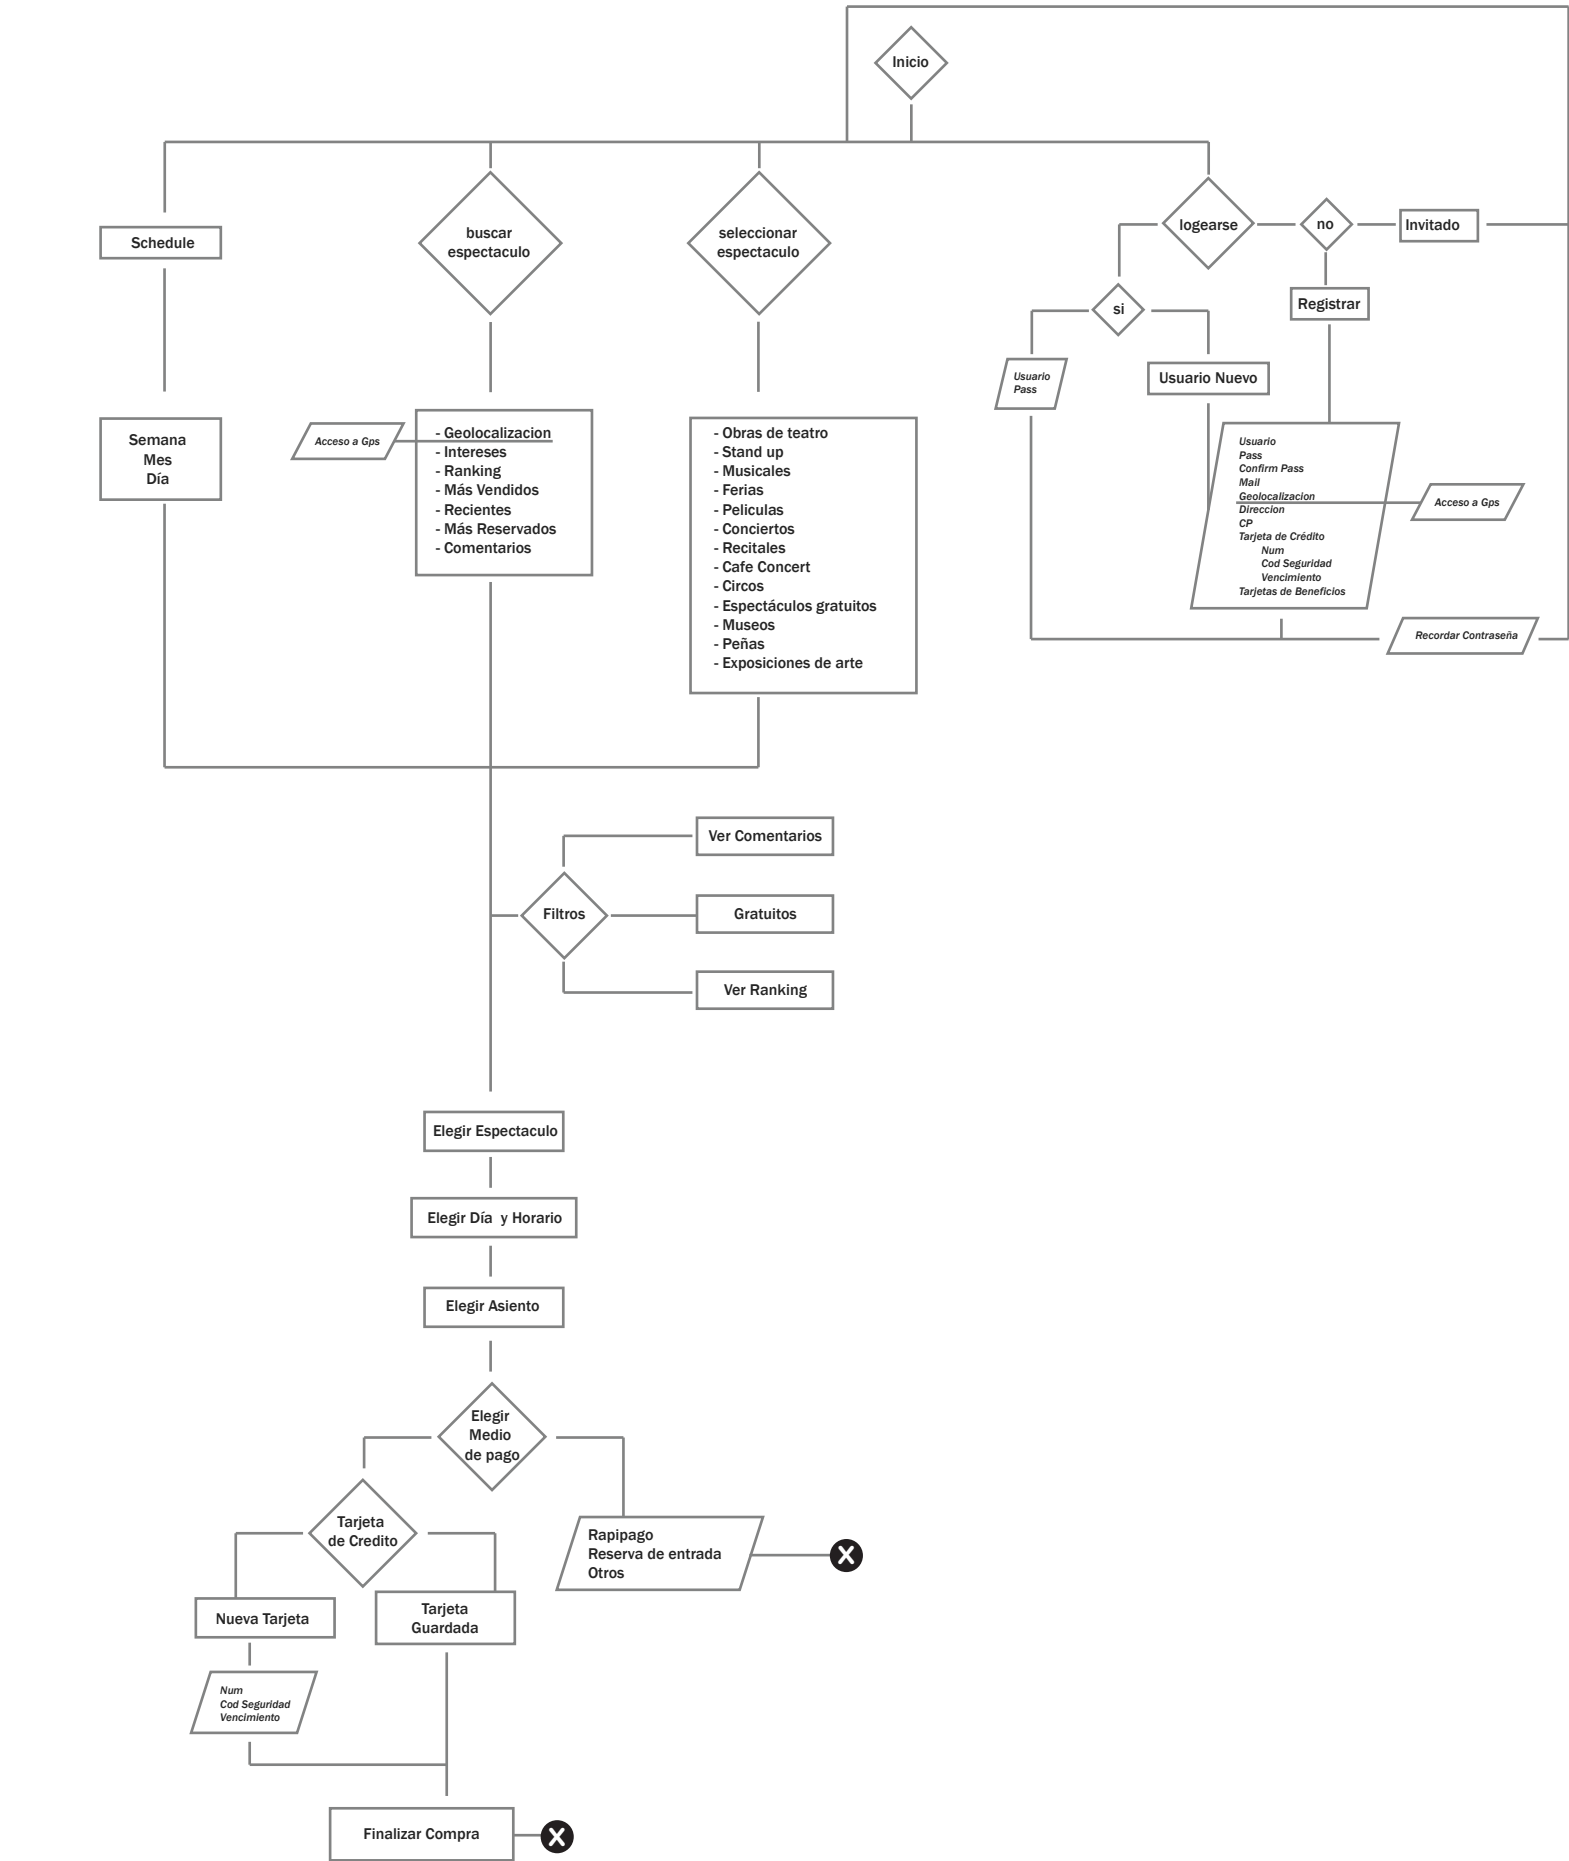 Inicio
Schedule
buscar
espectaculo
seleccionar
espectaculo
logearse
no
Invitado
si
Registrar
Usuario
Pass
Usuario Nuevo
Semana
Mes
Día
Acceso a Gps
- Geolocalizacion
- Intereses
- Ranking
- Más Vendidos
- Recientes
- Más Reservados
- Comentarios
- Obras de teatro
- Stand up
- Musicales
- Ferias
- Peliculas
- Conciertos
- Recitales
- Cafe Concert
- Circos
- Espectáculos gratuitos
- Museos
- Peñas
- Exposiciones de arte
Usuario
Pass
Confirm Pass
Mail
Geolocalizacion
Direccion
CP
Tarjeta de Crédito
Num
Cod Seguridad
Vencimiento
Tarjetas de Beneficios
Acceso a Gps
Recordar Contraseña
Ver Comentarios
Filtros
Gratuitos
Ver Ranking
Elegir Espectaculo
Elegir Día y Horario
Elegir Asiento
Elegir
Medio
de pago
Tarjeta
de Credito
Rapipago
Reserva de entrada
Otros
X
Nueva Tarjeta
Tarjeta
Guardada
Num
Cod Seguridad
Vencimiento
Finalizar Compra
X